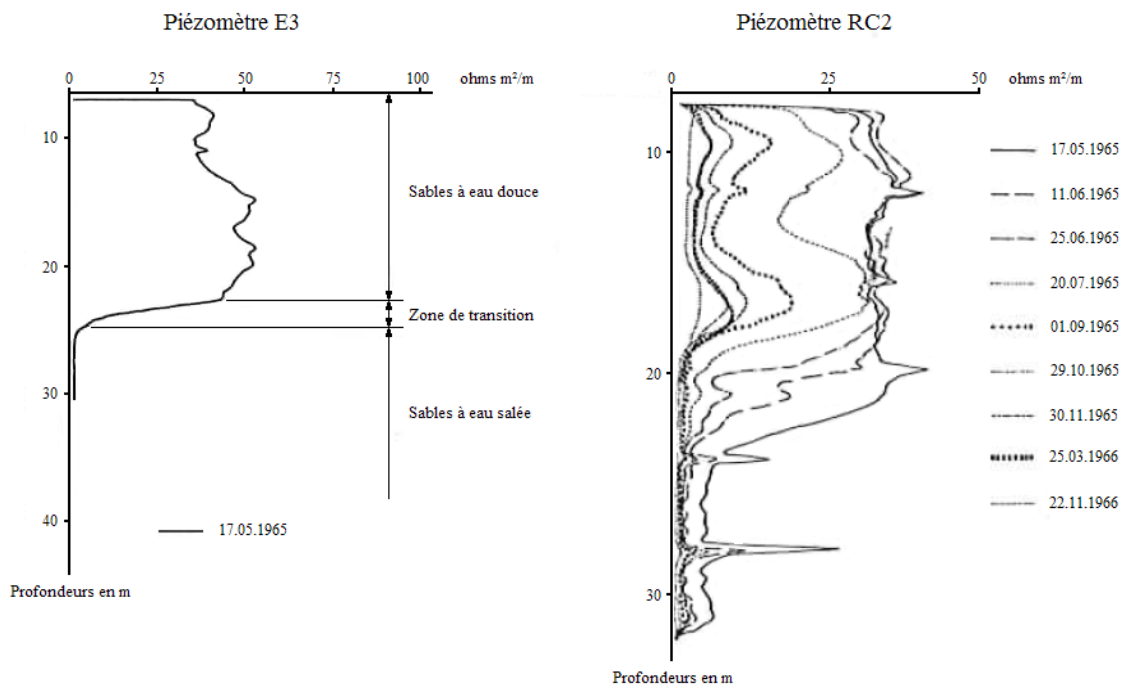 Piézomètre E3
0 25 50 75 100 ohms m²/m
10
20
30
40
Sables à eau douce
Zone de transition
Sables à eau salée
17.05.1965
Profondeurs en m
Piézomètre RC2
0 25 50 ohms m²/m
10
20
30
17.05.1965
11.06.1965
25.06.1965
20.07.1965
01.09.1965
29.10.1965
30.11.1965
25.03.1966
22.11.1966
Profondeurs en m